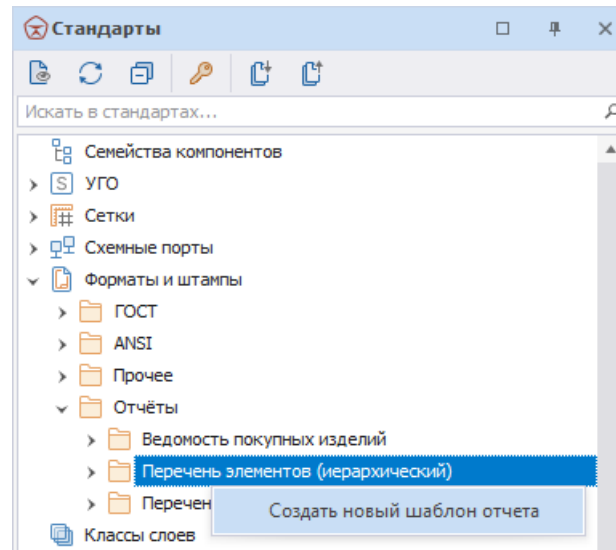 Стандарты
Искать в стандартах...
Семейства компонентов
S УГО
Сетки
Схемные порты
Форматы и штампы
ГОСТ
ANSI
Прочее
Отчёты
Ведомость покупных изделий
Перечень элементов (иерархический)
Создать новый шаблон отчета
Классы слоев